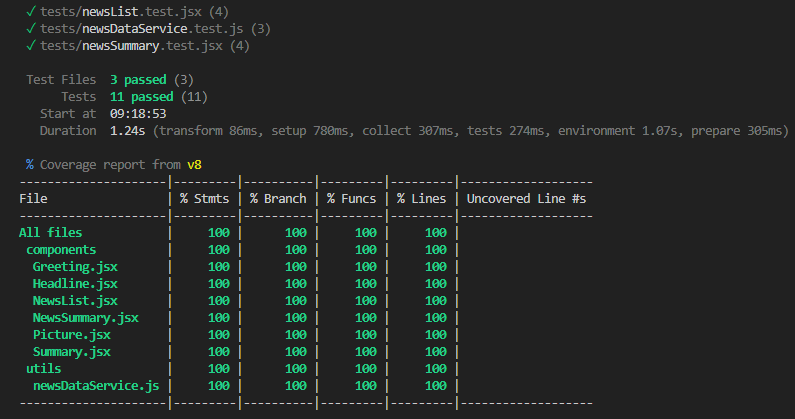 ✓ tests/newsList.test.jsx (4)
✓ tests/newsDataService.test.js (3)
✓ tests/newsSummary.test.jsx (4)
Test Files  3 passed (3)
Tests  11 passed (11)
Start at  09:18:53
Duration  1.24s (transform 86ms, setup 780ms, collect 307ms, tests 274ms, environment 1.07s, prepare 305ms)
% Coverage report from v8
--------------------|---------|----------|---------|---------|-------------------
File                | % Stmts | % Branch | % Funcs | % Lines | Uncovered Line #s
--------------------|---------|----------|---------|---------|-------------------
All files           |     100 |      100 |     100 |     100 |
 components         |     100 |      100 |     100 |     100 |
  Greeting.jsx      |     100 |      100 |     100 |     100 |
  Headline.jsx      |     100 |      100 |     100 |     100 |
  NewsList.jsx      |     100 |      100 |     100 |     100 |
  NewsSummary.jsx   |     100 |      100 |     100 |     100 |
  Picture.jsx       |     100 |      100 |     100 |     100 |
  Summary.jsx       |     100 |      100 |     100 |     100 |
 utils              |     100 |      100 |     100 |     100 |
  newsDataService.js |     100 |      100 |     100 |     100 |
--------------------|---------|----------|---------|---------|-------------------